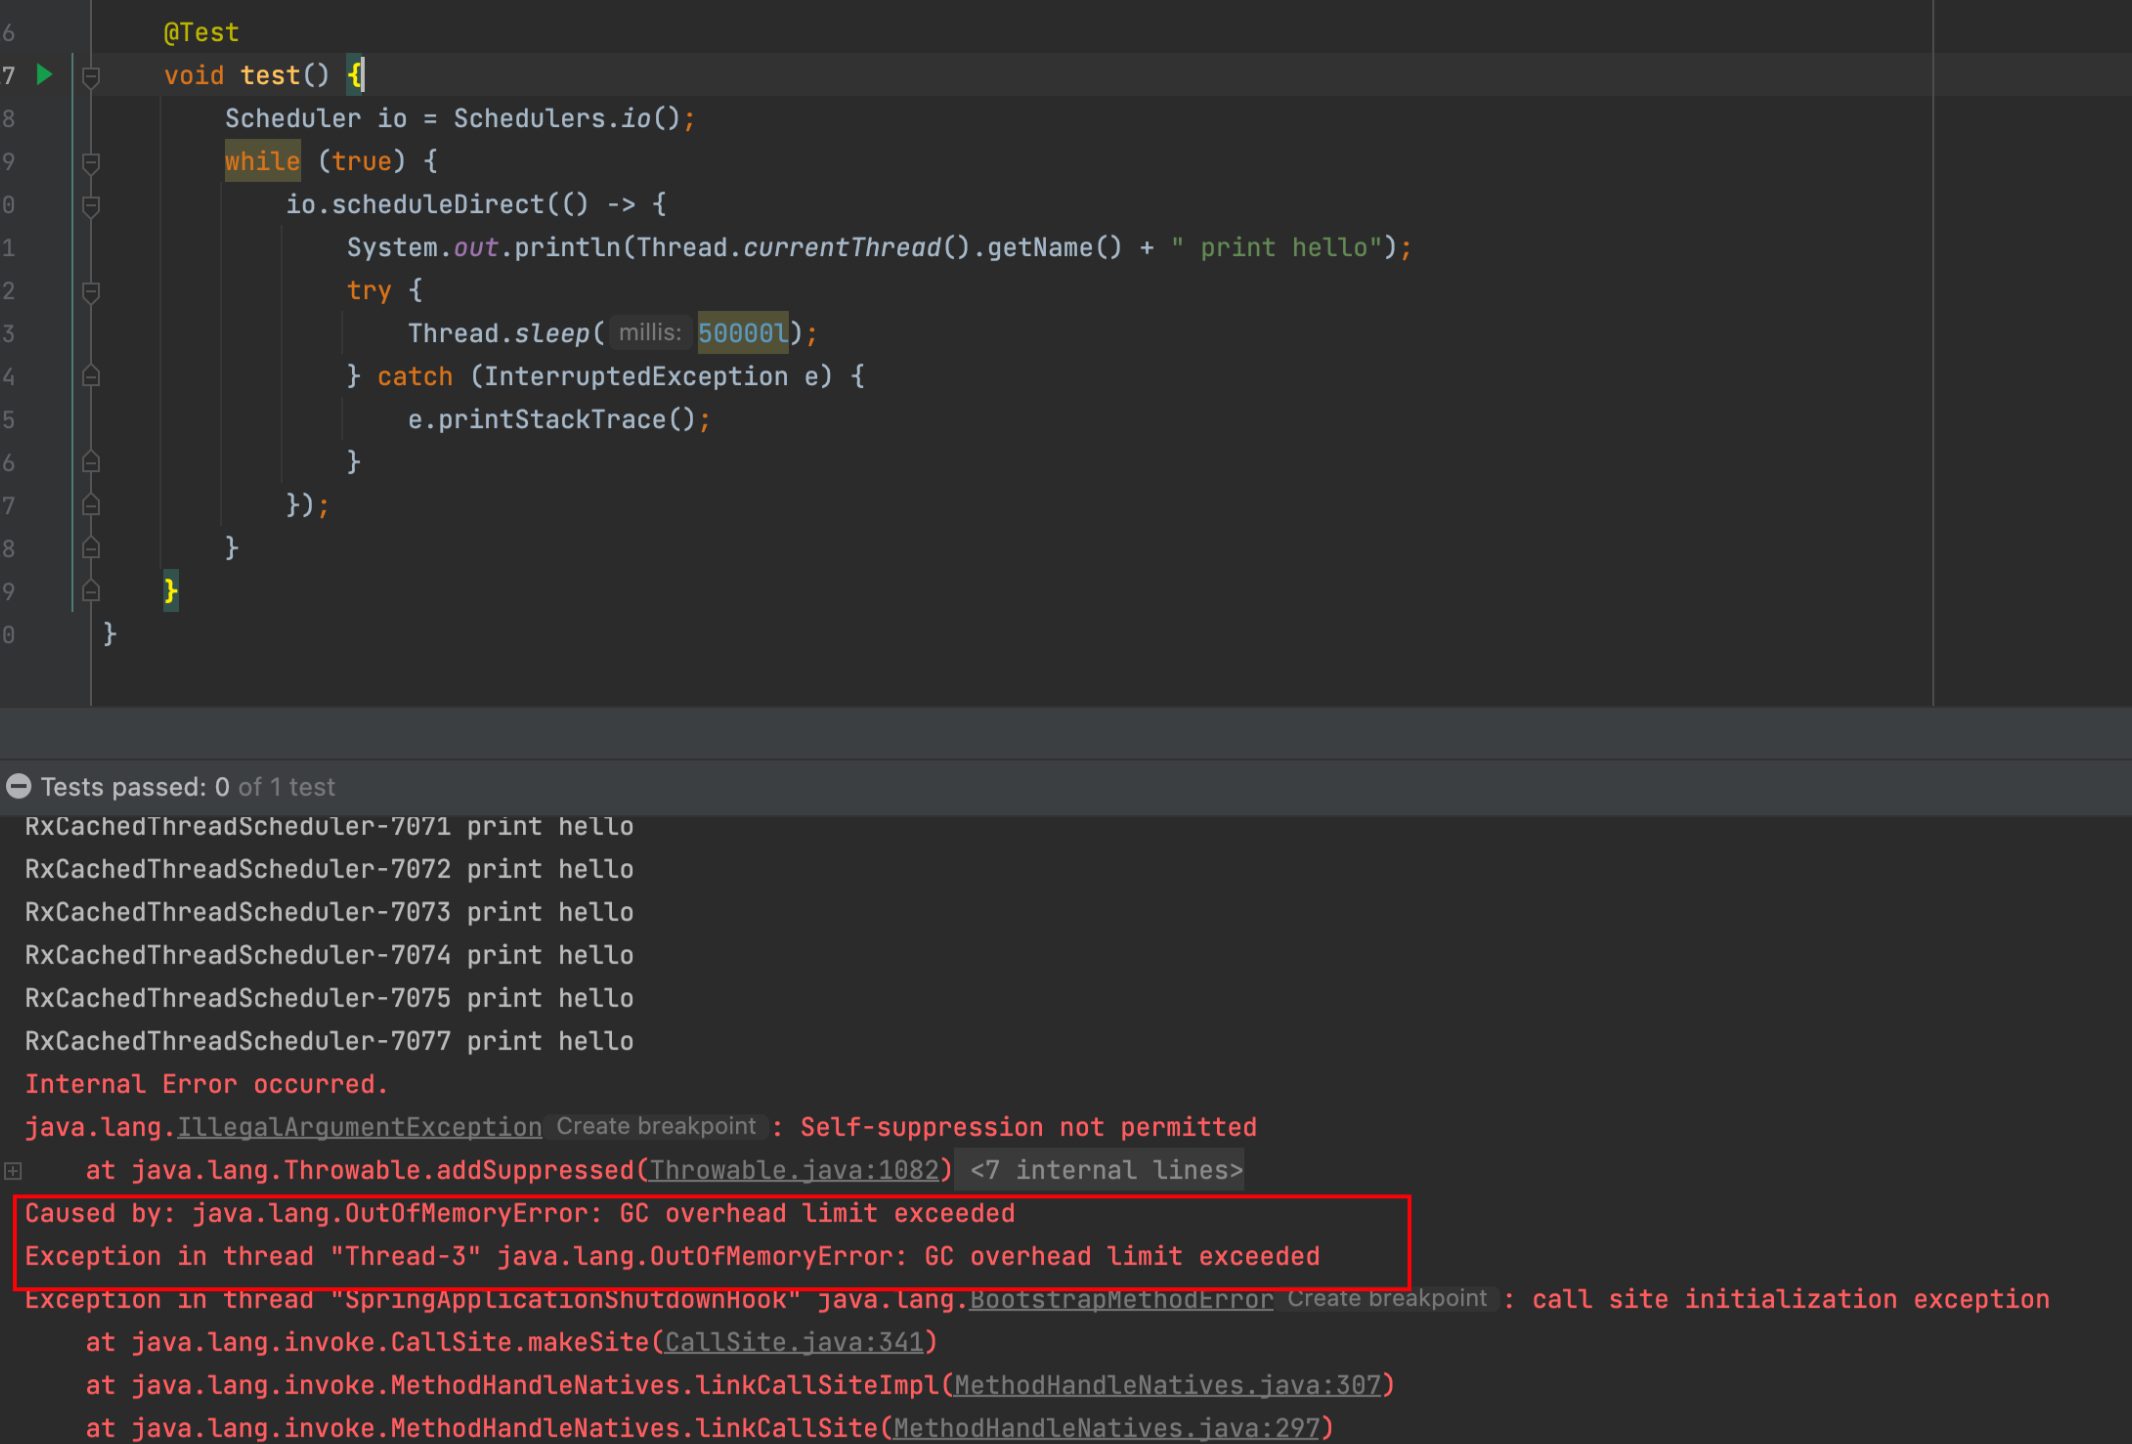 6 @Test
7 void test() {
8 Scheduler io = Schedulers.io();
9 while (true) {
0 io.scheduleDirect(() -> {
1 System.out.println(Thread.currentThread().getName() + " print hello");
2 try {
3 Thread.sleep( millis: 50000l);
4 } catch (InterruptedException e) {
5 e.printStackTrace();
6 }
7 });
8 }
9 }
0 }
Tests passed: 0 of 1 test
RxCachedThreadScheduler-7071 print hello
RxCachedThreadScheduler-7072 print hello
RxCachedThreadScheduler-7073 print hello
RxCachedThreadScheduler-7074 print hello
RxCachedThreadScheduler-7075 print hello
RxCachedThreadScheduler-7077 print hello
Internal Error occurred.
java.lang.IllegalArgumentException Create breakpoint : Self-suppression not permitted
at java.lang.Throwable.addSuppressed(Throwable.java:1082) <7 internal lines>
Caused by: java.lang.OutOfMemoryError: GC overhead limit exceeded
Exception in thread "Thread-3" java.lang.OutOfMemoryError: GC overhead limit exceeded
Exception in thread "SpringApplicationShutdownHook" java.lang.BootstrapMethodError Create breakpoint : call site initialization exception
at java.lang.invoke.CallSite.makeSite(CallSite.java:341)
at java.lang.invoke.MethodHandleNatives.linkCallSiteImpl(MethodHandleNatives.java:307)
at java.lang.invoke.MethodHandleNatives.linkCallSite(MethodHandleNatives.java:297)